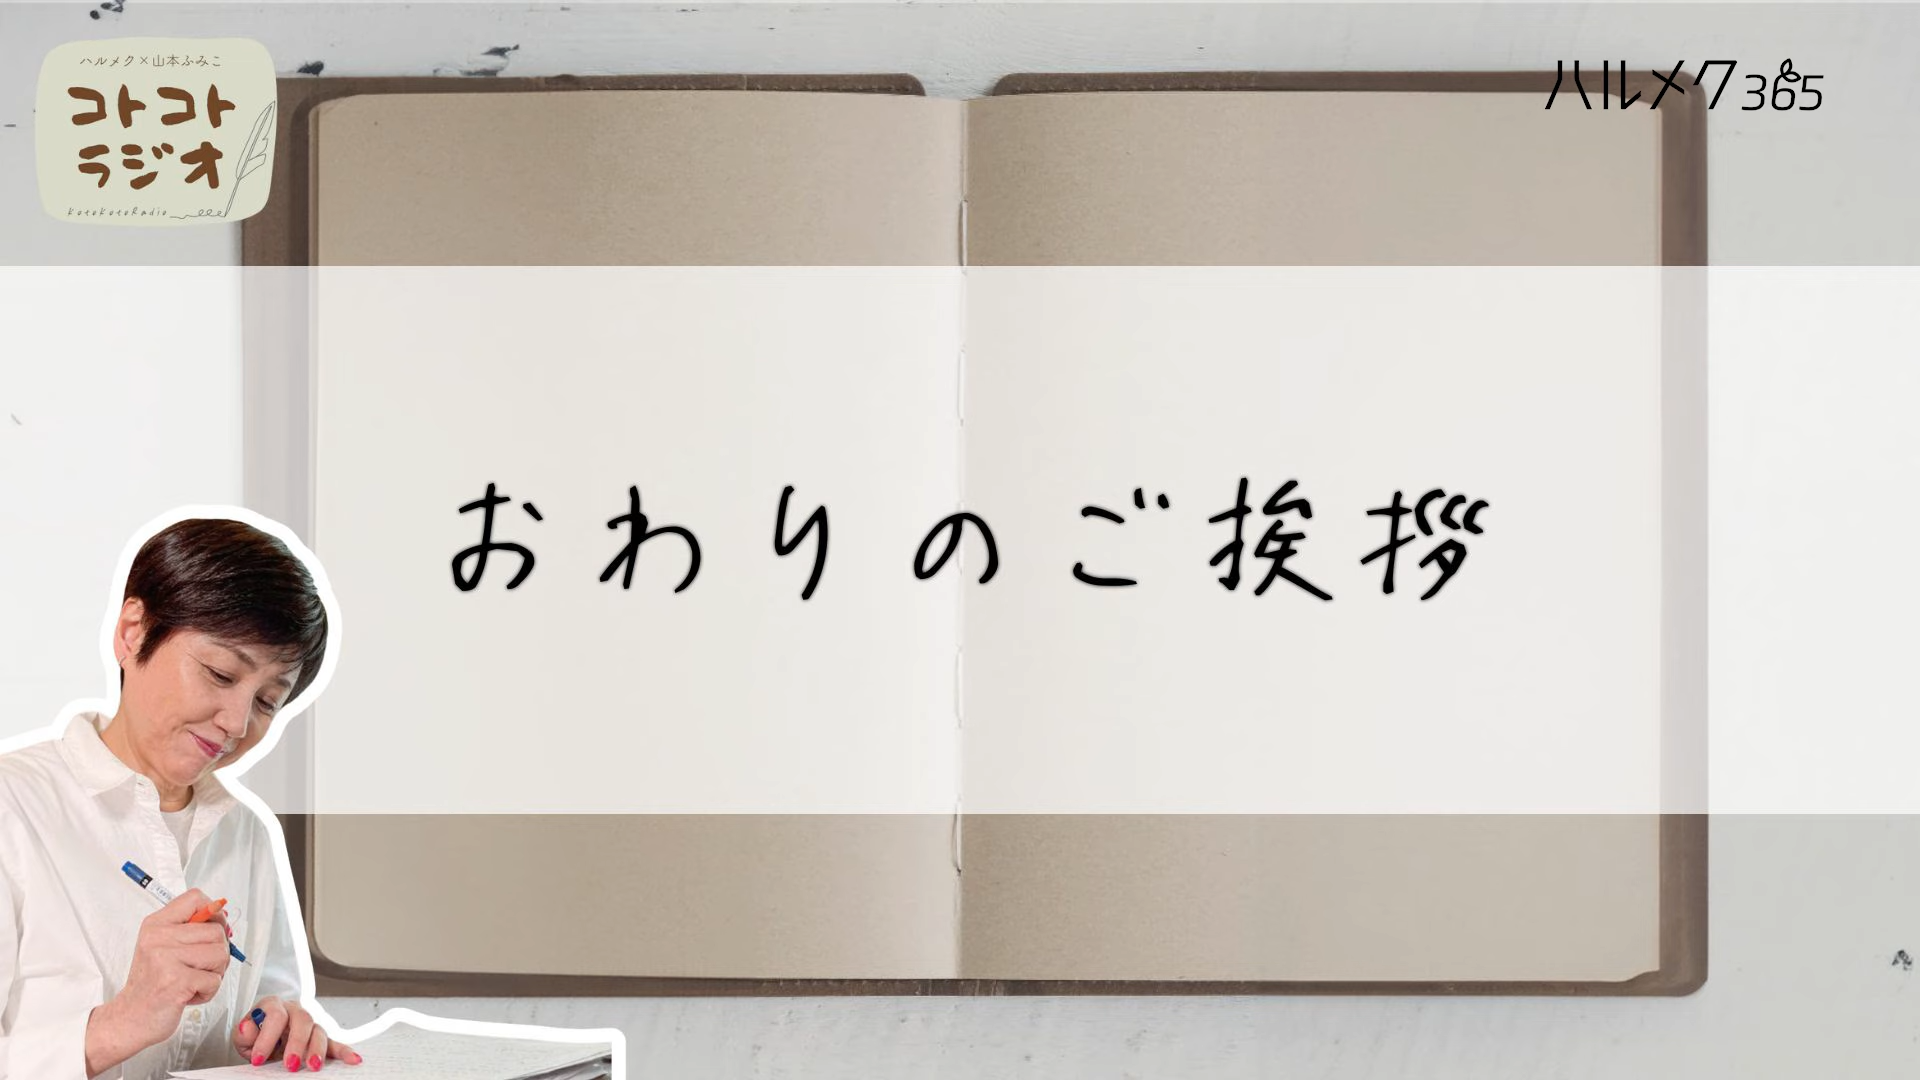 ハルメク×山本ふみこ
コトコト
ラジオ
KotoKotoRadio
ハルメク365
おわりのご挨拶